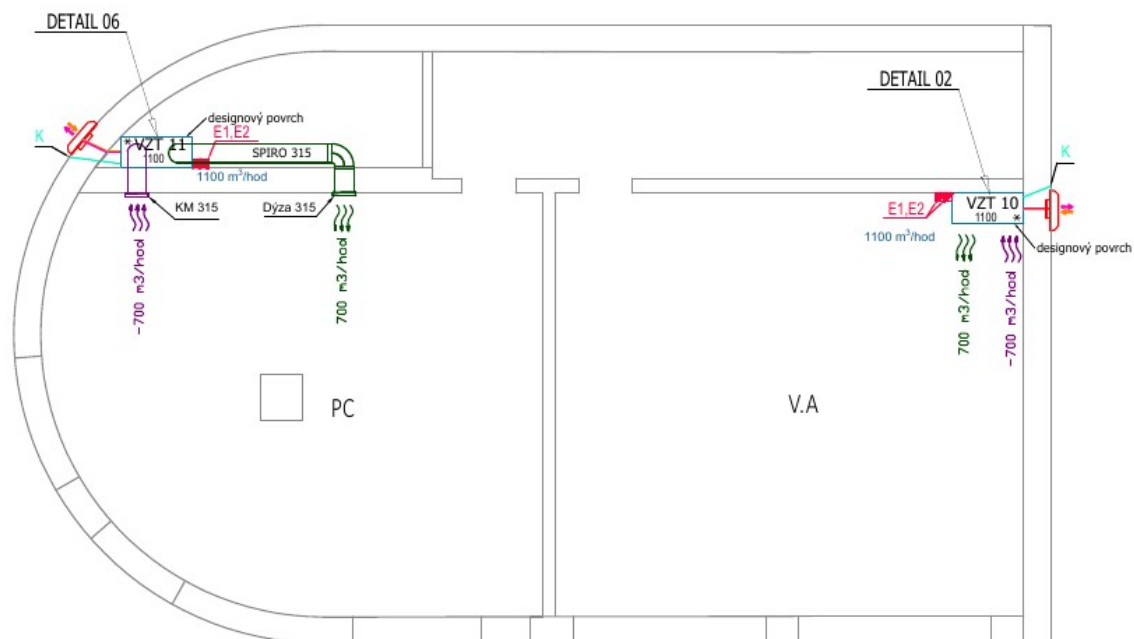 DETAIL 06
DETAIL 02
designový povrch
K
* VZT 11
1100
E1,E2
SPIRO 315
1100 m³/hod
KM 315
Dýza 315
-700 m3/hod
700 m3/hod
K
E1,E2
VZT 10
1100
*
1100 m³/hod
designový povrch
700 m3/hod
-700 m3/hod
PC
V.A